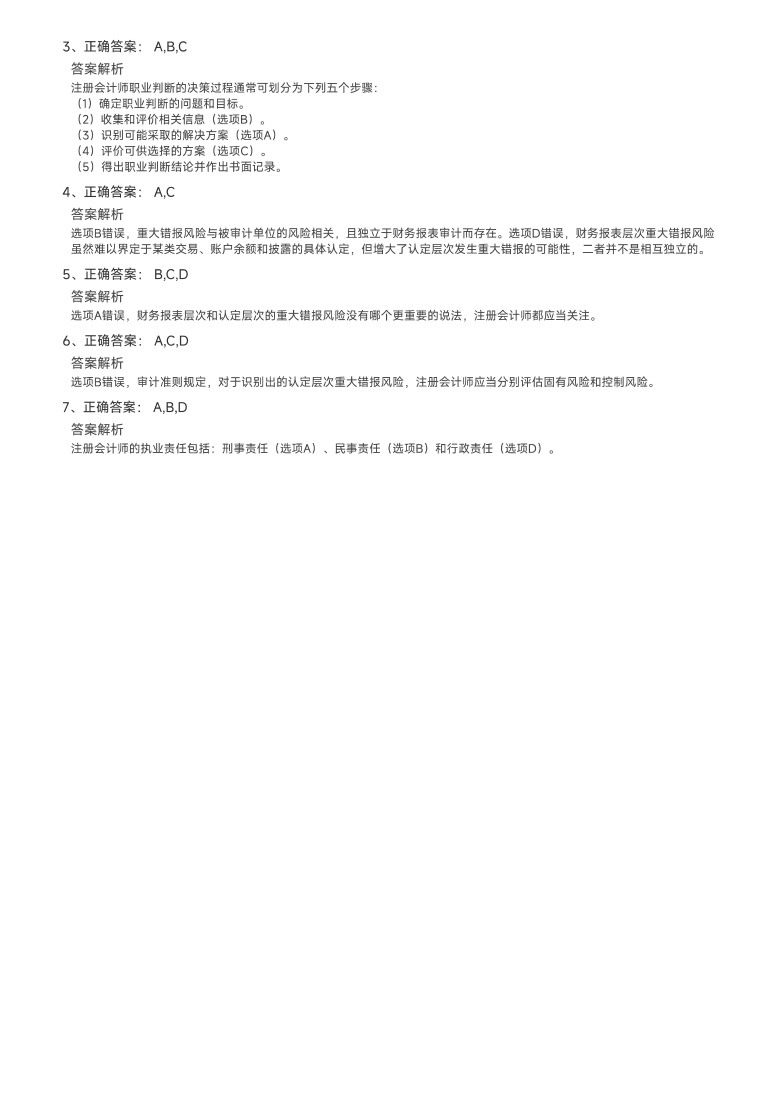 3、正确答案： A,B,C
答案解析
注册会计师职业判断的决策过程通常可划分为下列五个步骤：
（1）确定职业判断的问题和目标。
（2）收集和评价相关信息（选项B）。
（3）识别可能采取的解决方案（选项A）。
（4）评价可供选择的方案（选项C）。
（5）得出职业判断结论并作出书面记录。
4、正确答案： A,C
答案解析
选项B错误，重大错报风险与被审计单位的风险相关，且独立于财务报表审计而存在。选项D错误，财务报表层次重大错报风险
虽然难以界定于某类交易、账户余额和披露的具体认定，但增大了认定层次发生重大错报的可能性，二者并不是相互独立的。
5、正确答案： B,C,D
答案解析
选项A错误，财务报表层次和认定层次的重大错报风险没有哪个更重要的说法，注册会计师都应当关注。
6、正确答案： A,C,D
答案解析
选项B错误，审计准则规定，对于识别出的认定层次重大错报风险，注册会计师应当分别评估固有风险和控制风险。
7、正确答案： A,B,D
答案解析
注册会计师的执业责任包括：刑事责任（选项A）、民事责任（选项B）和行政责任（选项D）。